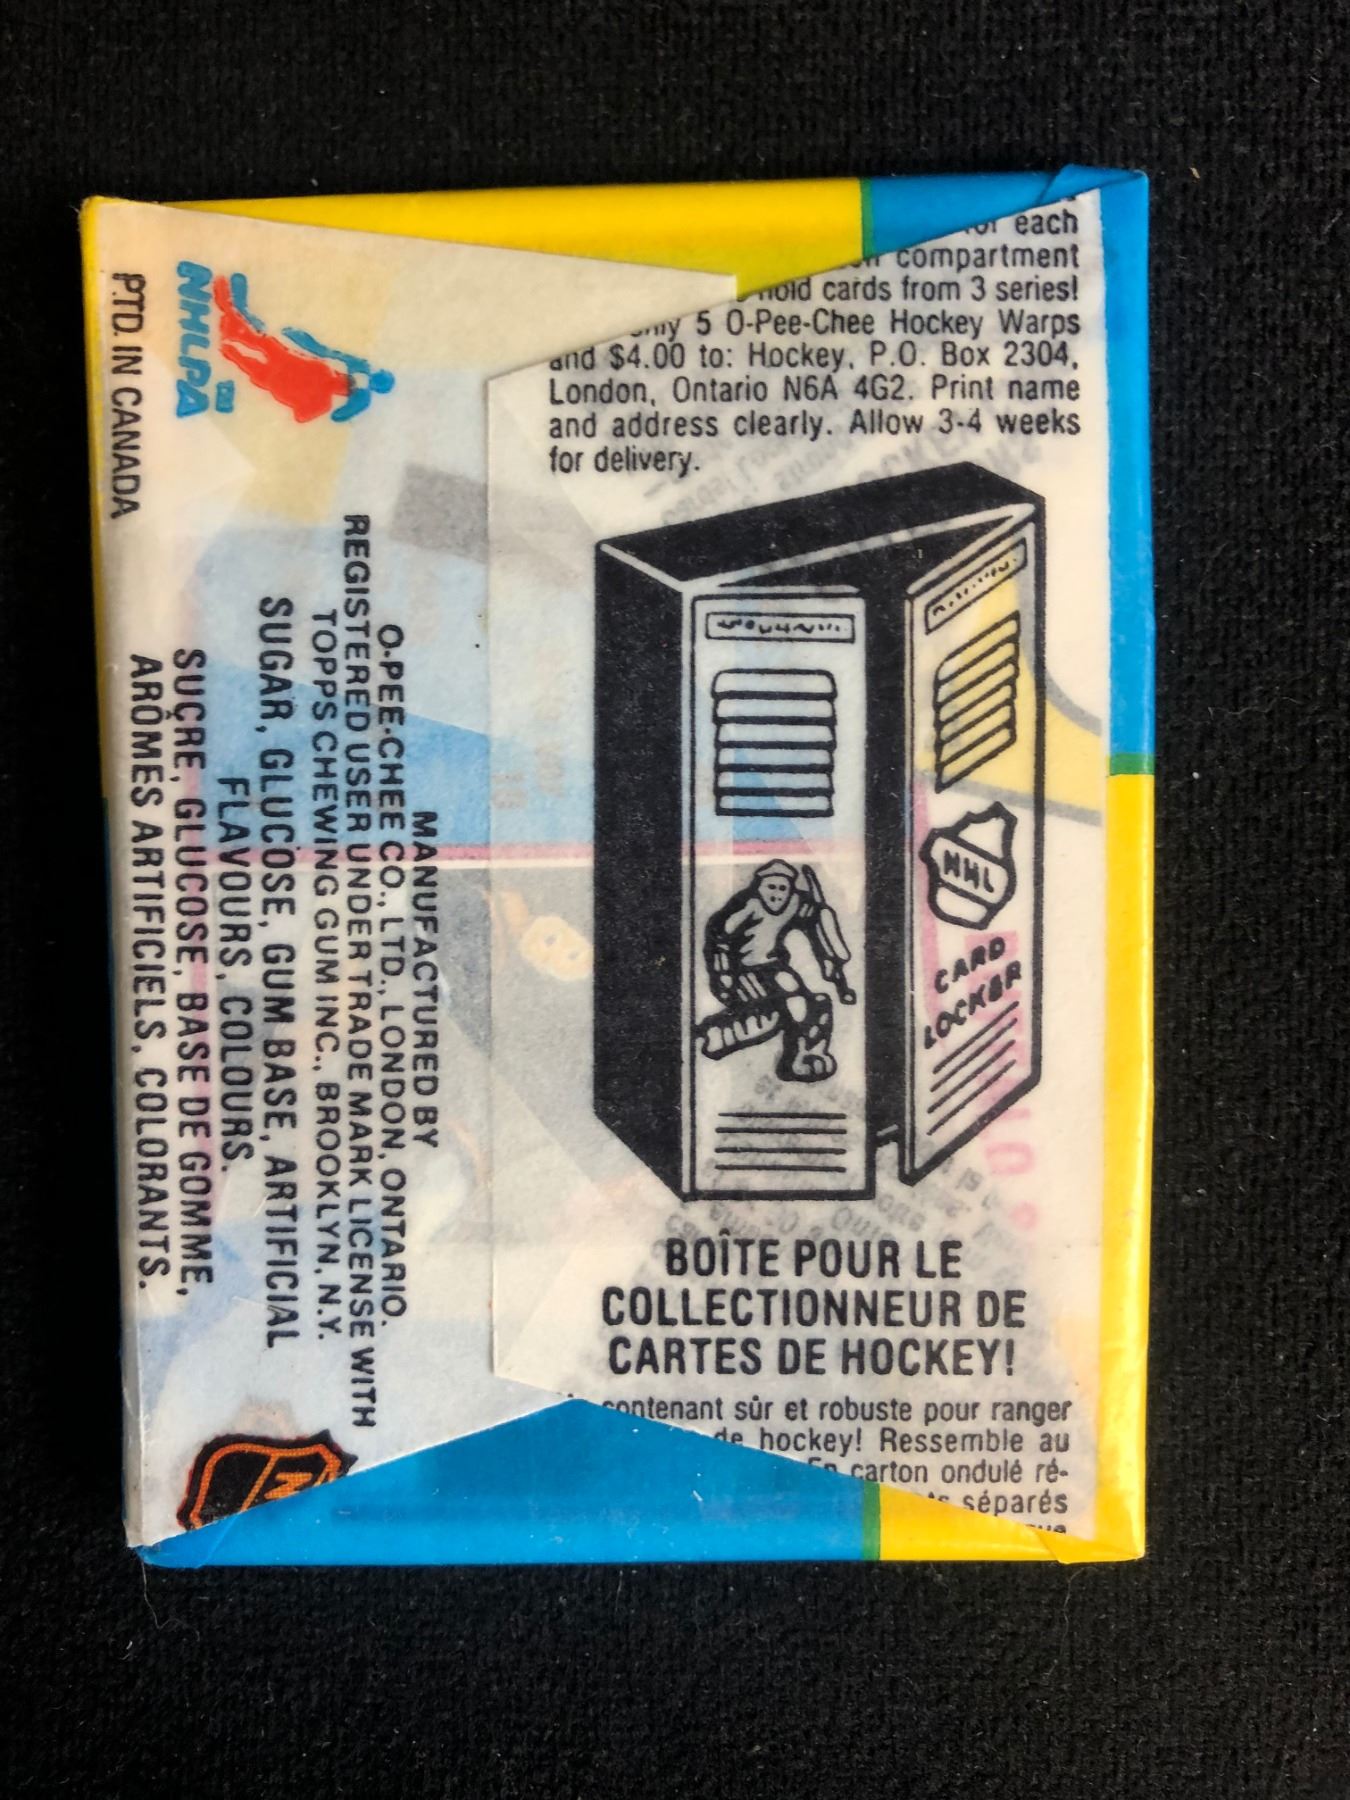 each
compartment
hold cards from 3 series!
5 O-Pee-Chee Hockey Warps
and $4.00 to: Hockey, P.O. Box 2304,
London, Ontario N6A 4G2. Print name
and address clearly. Allow 3-4 weeks
for delivery.
NHL
CARD
LOCKER
BOÎTE POUR LE
COLLECTIONNEUR DE
CARTES DE HOCKEY!
contenant sûr et robuste pour ranger
de hockey! Ressemble au
En carton ondulé ré-
séparés
MANUFACTURED BY
O-PEE-CHEE CO., LTD., LONDON, ONTARIO.
REGISTERED USER UNDER TRADE MARK LICENSE WITH
TOPPS CHEWING GUM INC., BROOKLYN, N.Y.
SUGAR, GLUCOSE, GUM BASE, ARTIFICIAL
FLAVOURS, COLOURS.
SUCRE, GLUCOSE, BASE DE GOMME,
ARÔMES ARTIFICIELS, COLORANTS.
NHLPA
TM
PTD. IN CANADA